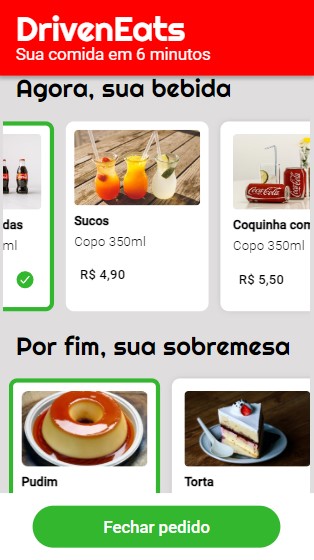 DrivenEats
Sua comida em 6 minutos
Agora, sua bebida
das
ml
Sucos
Copo 350ml
R$ 4,90
Coquinha com
Copo 350ml
R$ 5,50
Por fim, sua sobremesa
Pudim
Torta
Fechar pedido